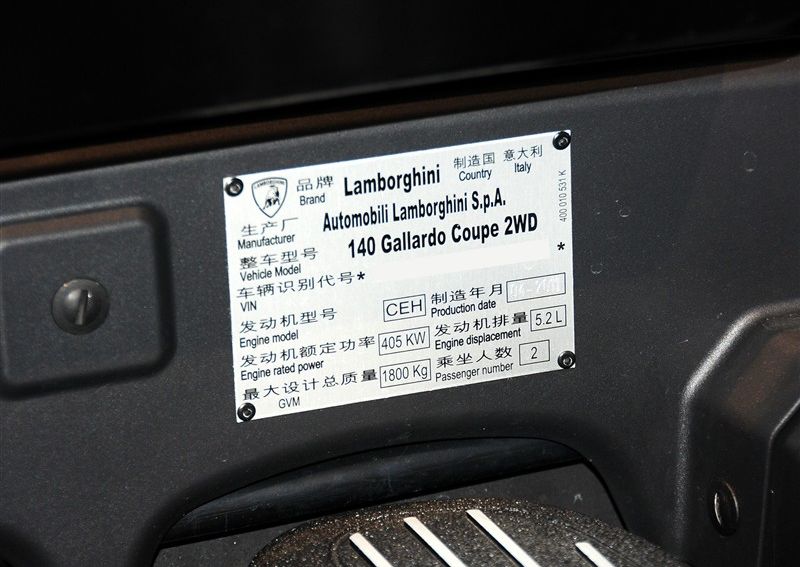 LAMBORGHINI
品牌 Lamborghini 制造国 意大利
Brand Country Italy
生产厂 Automobili Lamborghini S.p.A.
Manufacturer
整车型号 140 Gallardo Coupe 2WD
Vehicle Model
车辆识别代号* *
VIN
发动机型号 CEH 制造年月
Engine model Production date
发动机额定功率 405 KW 发动机排量 5.2 L
Engine rated power Engine displacement
最大设计总质量 1800 Kg 乘坐人数 2
GVM Passenger number
400 010 531 K